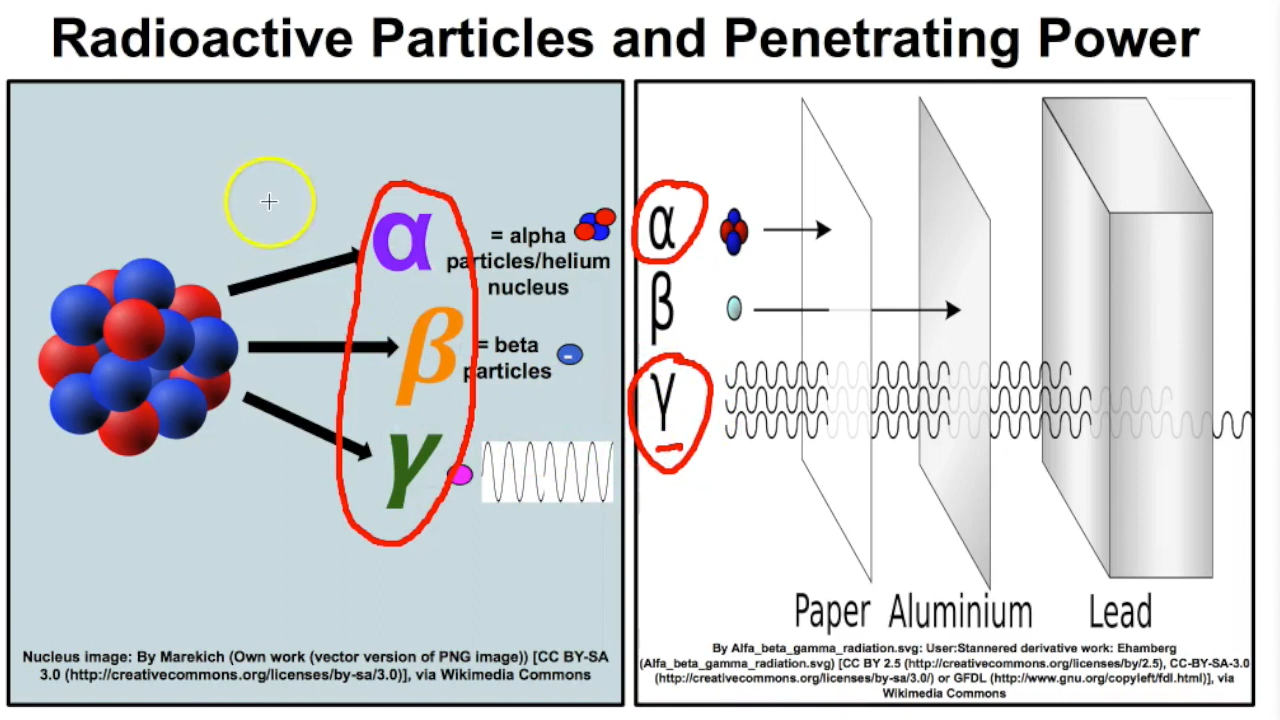 Radioactive Particles and Penetrating Power
α
= alpha
particles/helium
nucleus
β
= beta
particles
-
γ
Nucleus image: By Marekich (Own work (vector version of PNG image)) [CC BY-SA
3.0 (http://creativecommons.org/licenses/by-sa/3.0)], via Wikimedia Commons
α
β
γ
Paper Aluminium Lead
By Alfa_beta_gamma_radiation.svg: User:Stannered derivative work: Ehamberg
(Alfa_beta_gamma_radiation.svg) [CC BY 2.5 (http://creativecommons.org/licenses/by/2.5), CC-BY-SA-3.0
(http://creativecommons.org/licenses/by-sa/3.0/) or GFDL (http://www.gnu.org/copyleft/fdl.html)], via
Wikimedia Commons